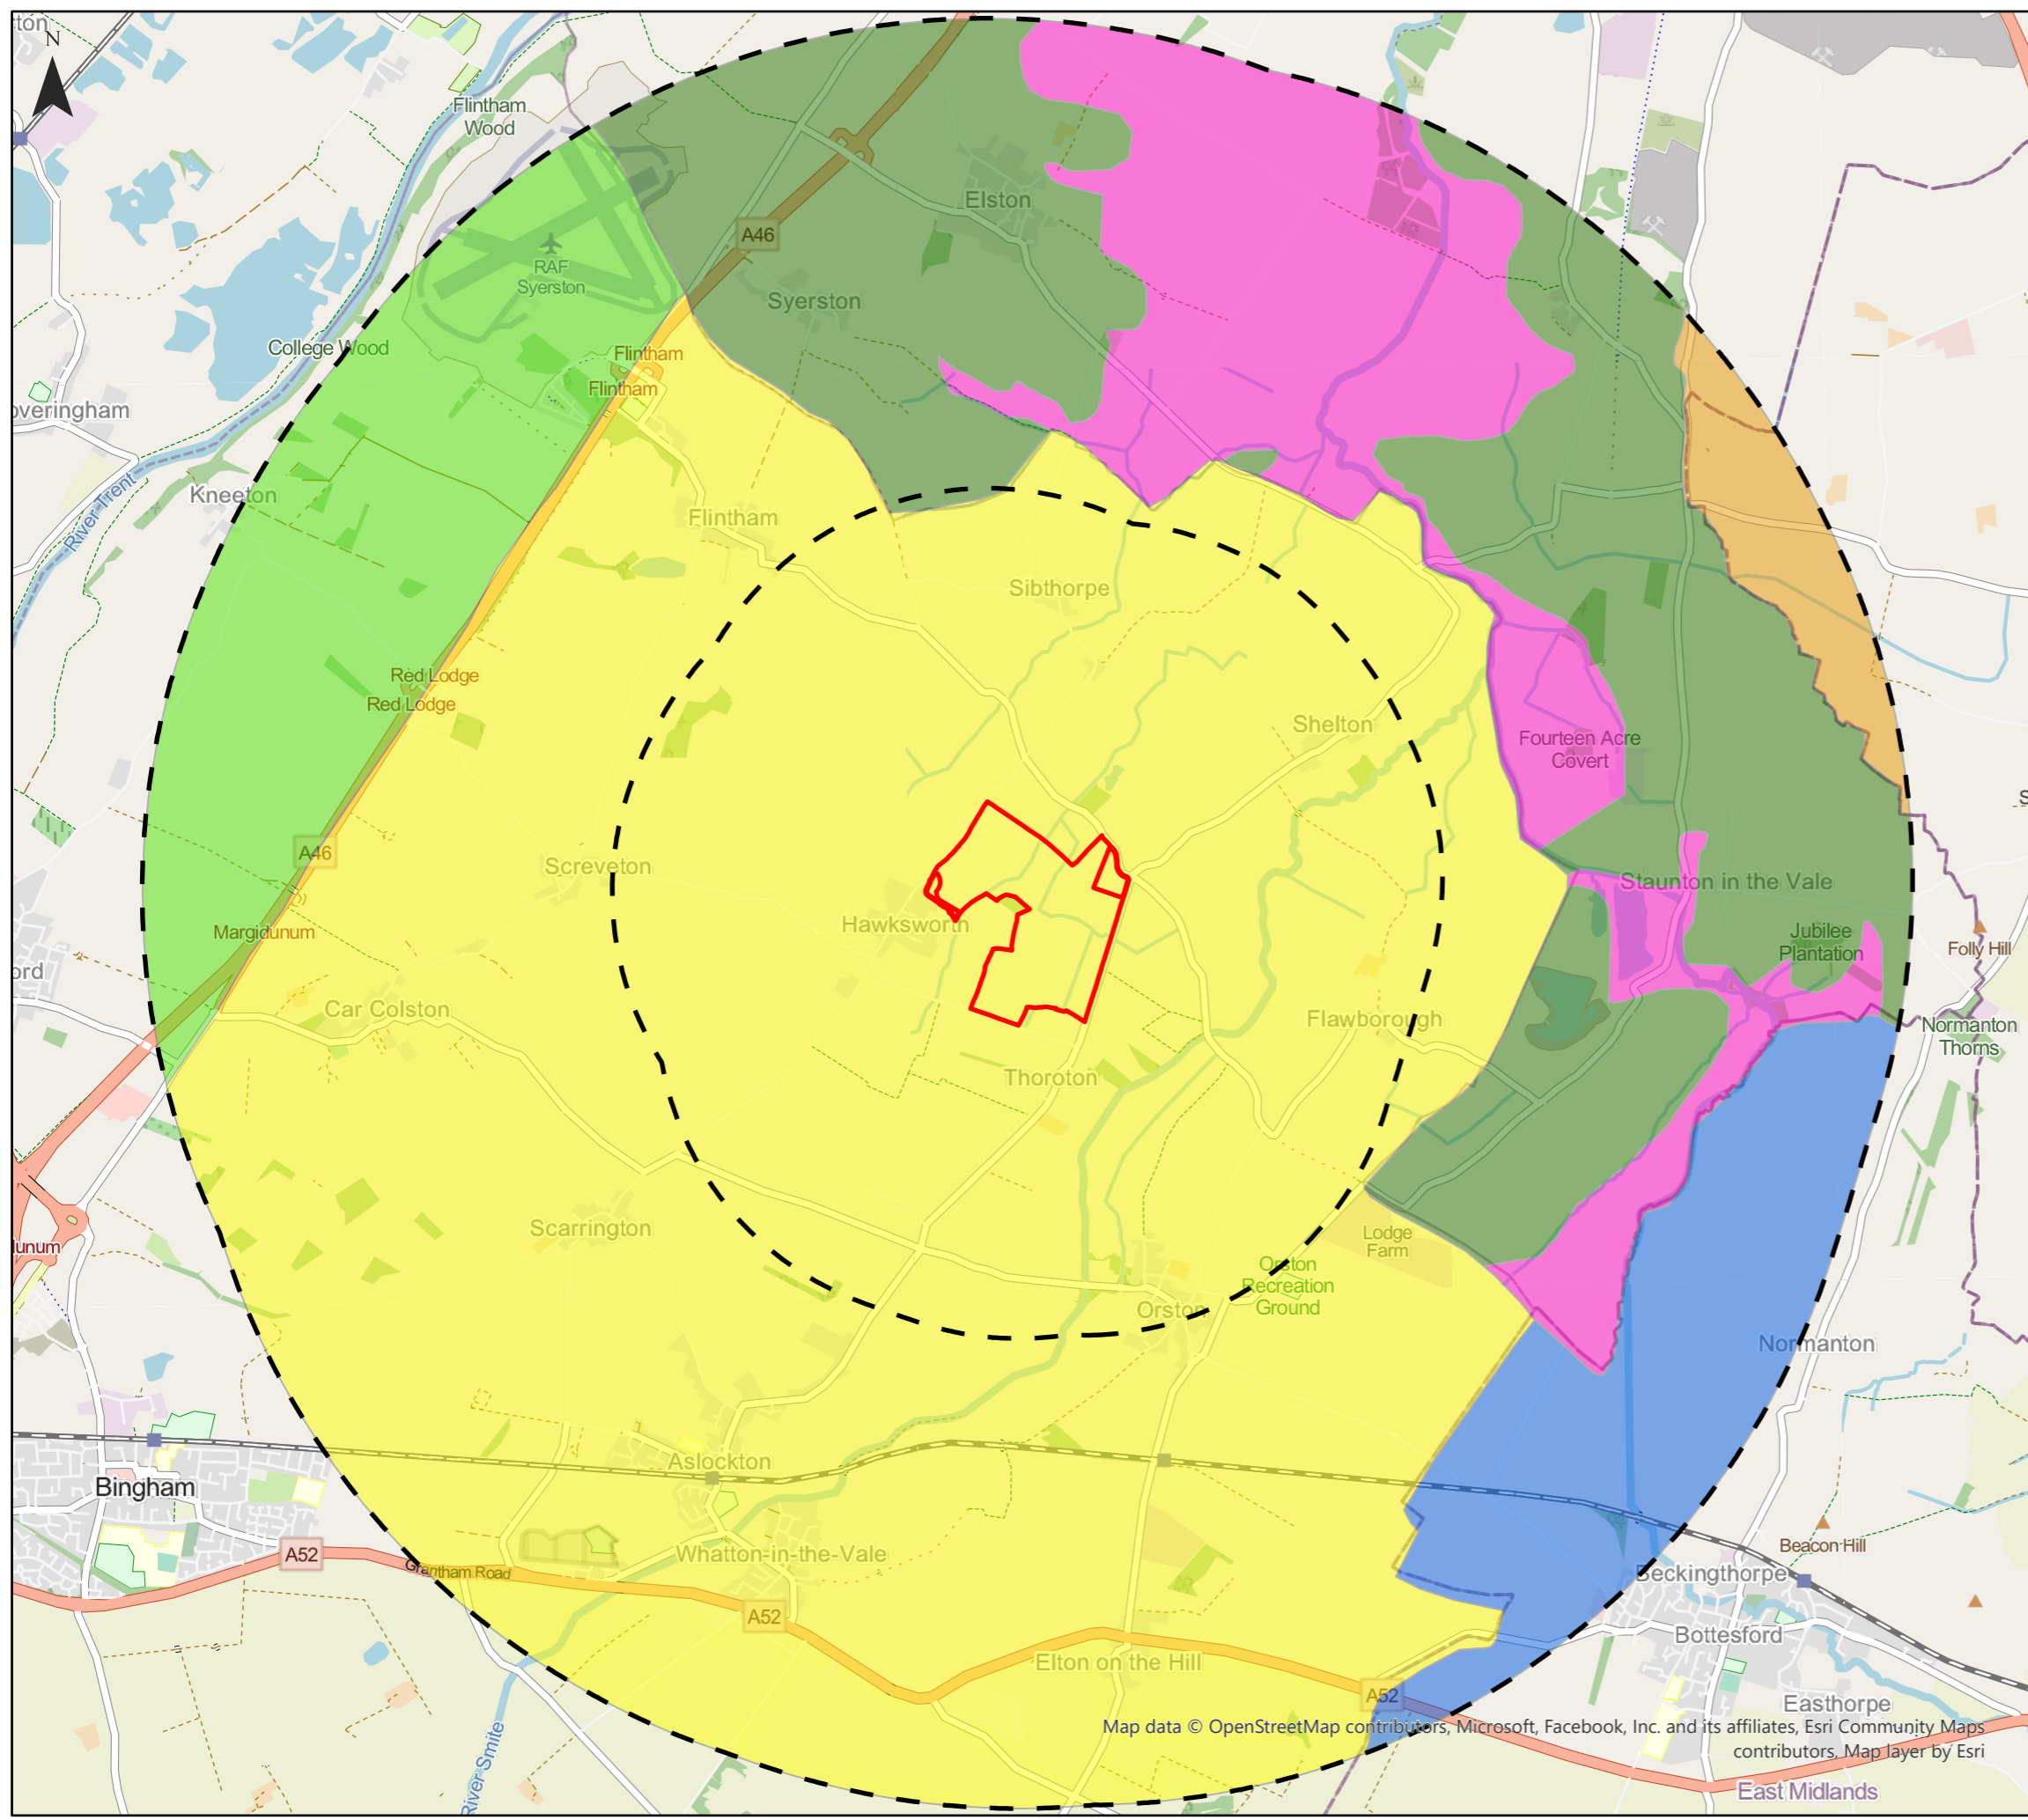 ton
N
Flintham
Wood
Elston
A46
RAF
Syerston
Syerston
College Wood
Flintham
Flintham
overingham
Kneeton
River Trent
Flintham
Sibthorpe
Red Lodge
Red Lodge
Shelton
Fourteen Acre
Covert
S
A46
Screveton
Staunton in the Vale
Hawksworth
Margidunum
Jubilee
Plantation
Folly Hill
ord
Car Colston
Flawborough
Normanton
Thorns
Thoroton
Scarrington
Lodge
Farm
unum
Orston
Recreation
Ground
Orston
Normanton
Aslockton
Bingham
A52
Whatton-in-the-Vale
Grantham Road
Beacon Hill
Beckingthorpe
A52
Bottesford
Elton on the Hill
A52
Easthorpe
River Smite
Map data © OpenStreetMap contributors, Microsoft, Facebook, Inc. and its affiliates, Esri Community Maps
contributors, Map layer by Esri
East Midlands